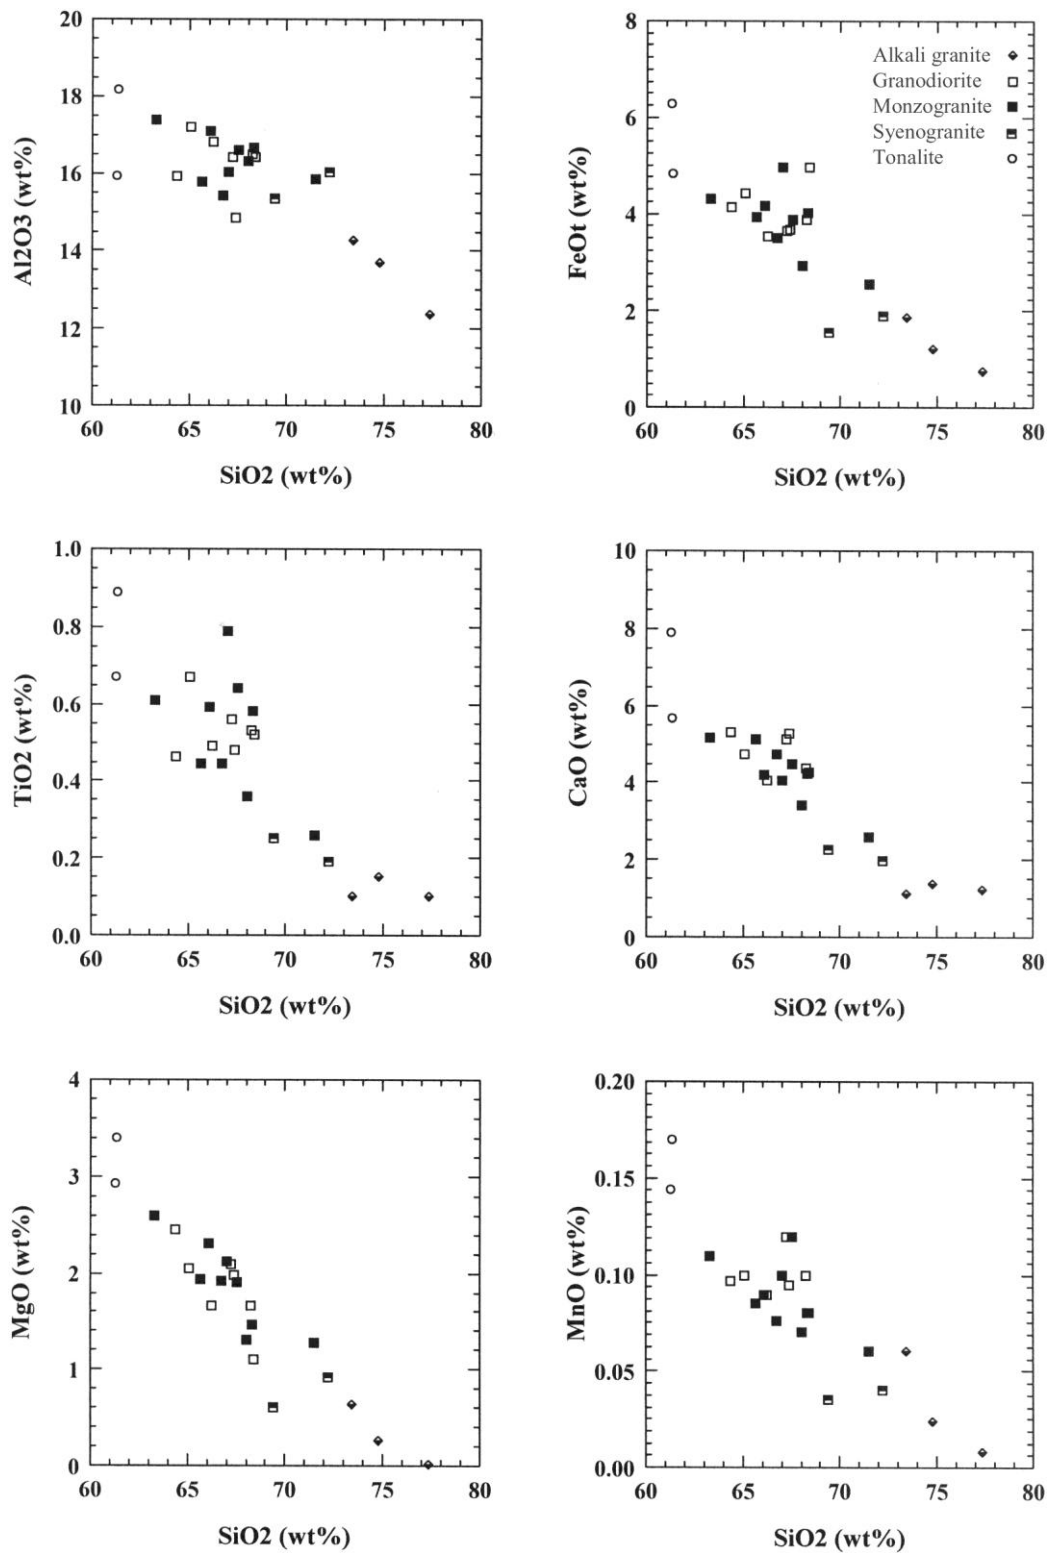 20
18
16
14
12
10
Al2O3 (wt%)
60 65 70 75 80
SiO2 (wt%)
8
6
4
2
0
FeOt (wt%)
Alkali granite
Granodiorite
Monzogranite
Syenogranite
Tonalite
60 65 70 75 80
SiO2 (wt%)
1.0
0.8
0.6
0.4
0.2
0.0
TiO2 (wt%)
60 65 70 75 80
SiO2 (wt%)
10
8
6
4
2
0
CaO (wt%)
60 65 70 75 80
SiO2 (wt%)
4
3
2
1
0
MgO (wt%)
60 65 70 75 80
SiO2 (wt%)
0.20
0.15
0.10
0.05
0.00
MnO (wt%)
60 65 70 75 80
SiO2 (wt%)